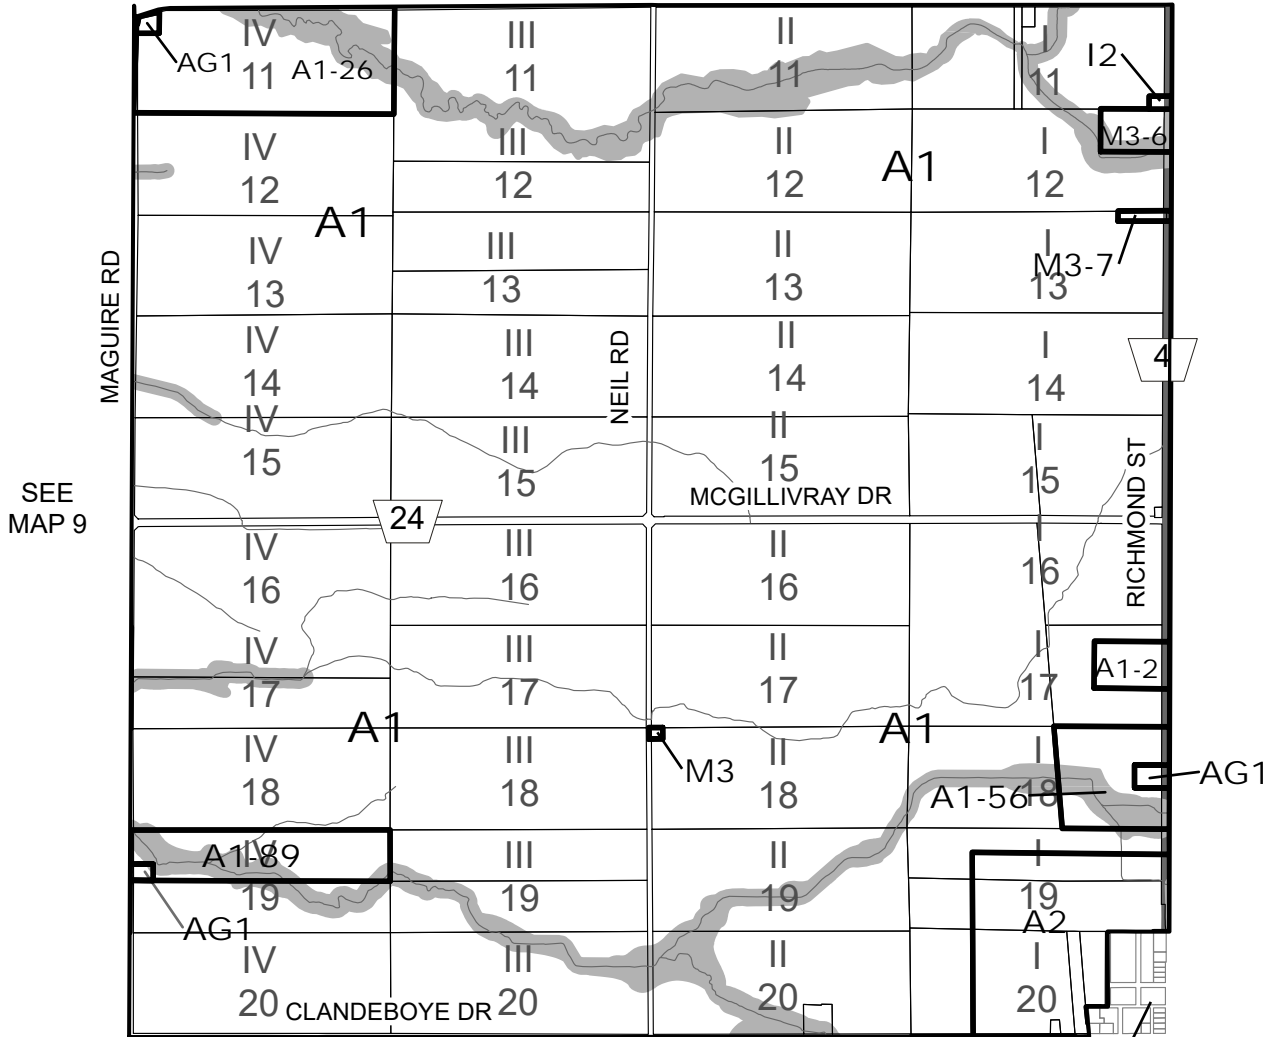 IV
11
AG1
A1-26
III
11
II
11
I
11
I2
M3-6
IV
12
III
12
II
12
A1
I
12
A1
IV
13
III
13
II
13
I
13
M3-7
MAGUIRE RD
IV
14
III
14
NEIL RD
II
14
I
14
4
IV
15
III
15
II
15
I
15
RICHMOND ST
SEE
MAP 9
MCGILLIVRAY DR
24
IV
16
III
16
II
16
I
16
IV
17
III
17
II
17
I
17
A1-2
A1
A1
IV
18
III
18
M3
II
18
I
18
A1-56
AG1
A1-89
IV
19
III
19
II
19
I
19
A2
AG1
IV
20
CLANDEBOYE DR
III
20
II
20
I
20